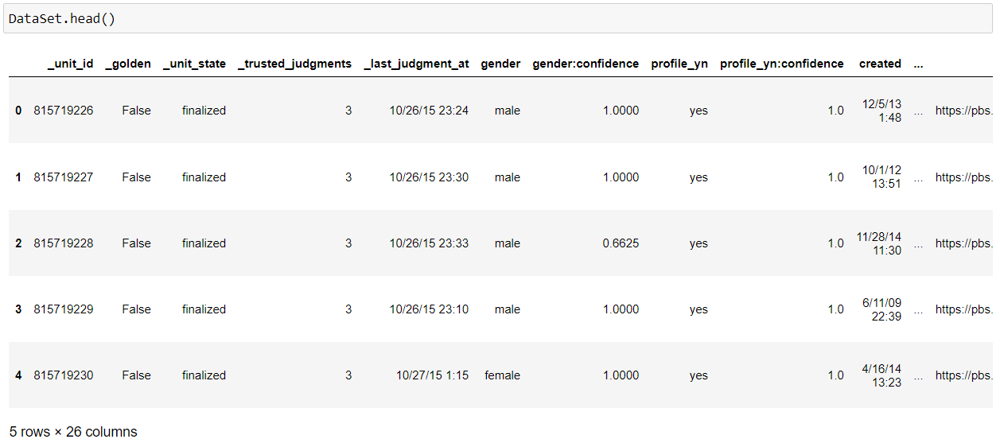 DataSet.head()
_unit_id _golden _unit_state _trusted_judgments _last_judgment_at gender gender:confidence profile_yn profile_yn:confidence created ...
0 815719226 False finalized 3 10/26/15 23:24 male 1.0000 yes 1.0 12/5/13 1:48 ... https://pbs.
1 815719227 False finalized 3 10/26/15 23:30 male 1.0000 yes 1.0 10/1/12 13:51 ... https://pbs.
2 815719228 False finalized 3 10/26/15 23:33 male 0.6625 yes 1.0 11/28/14 11:30 ... https://pbs.
3 815719229 False finalized 3 10/26/15 23:10 male 1.0000 yes 1.0 6/11/09 22:39 ... https://pbs.
4 815719230 False finalized 3 10/27/15 1:15 female 1.0000 yes 1.0 4/16/14 13:23 ... https://pbs.
5 rows × 26 columns